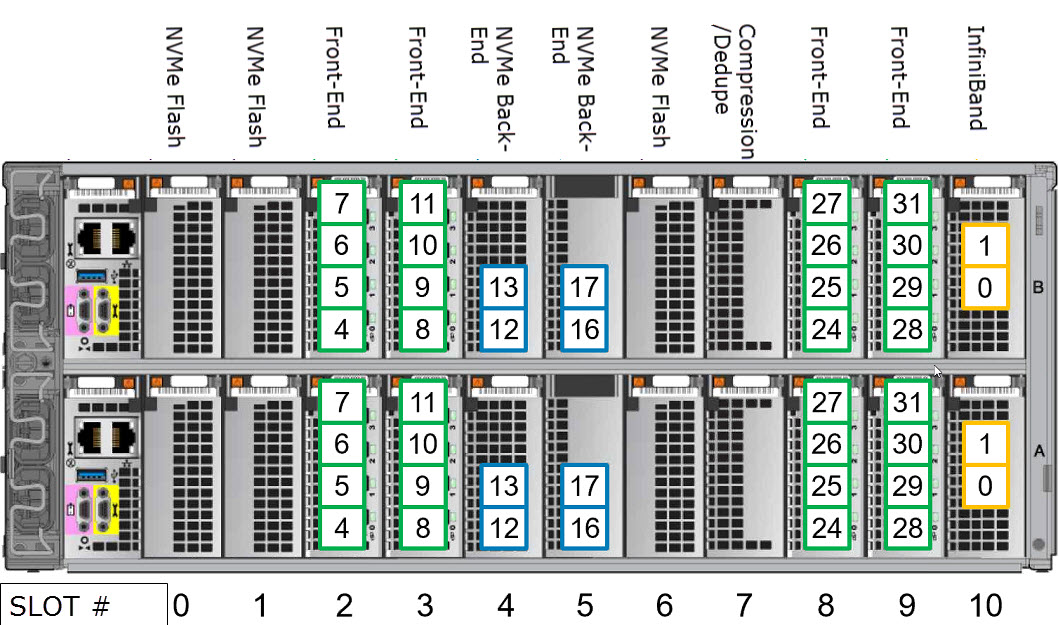 NVMe Flash
NVMe Flash
Front-End
Front-End
NVMe Back-
End
NVMe Back-
End
NVMe Flash
Compression
/Dedupe
Front-End
Front-End
InfiniBand
7 11 27 31
6 10 26 30 1
5 9 13 17 25 29 0
4 8 12 16 24 28
B
7 11 27 31
6 10 26 30 1
5 9 13 17 25 29 0
4 8 12 16 24 28
A
SLOT # 0 1 2 3 4 5 6 7 8 9 10